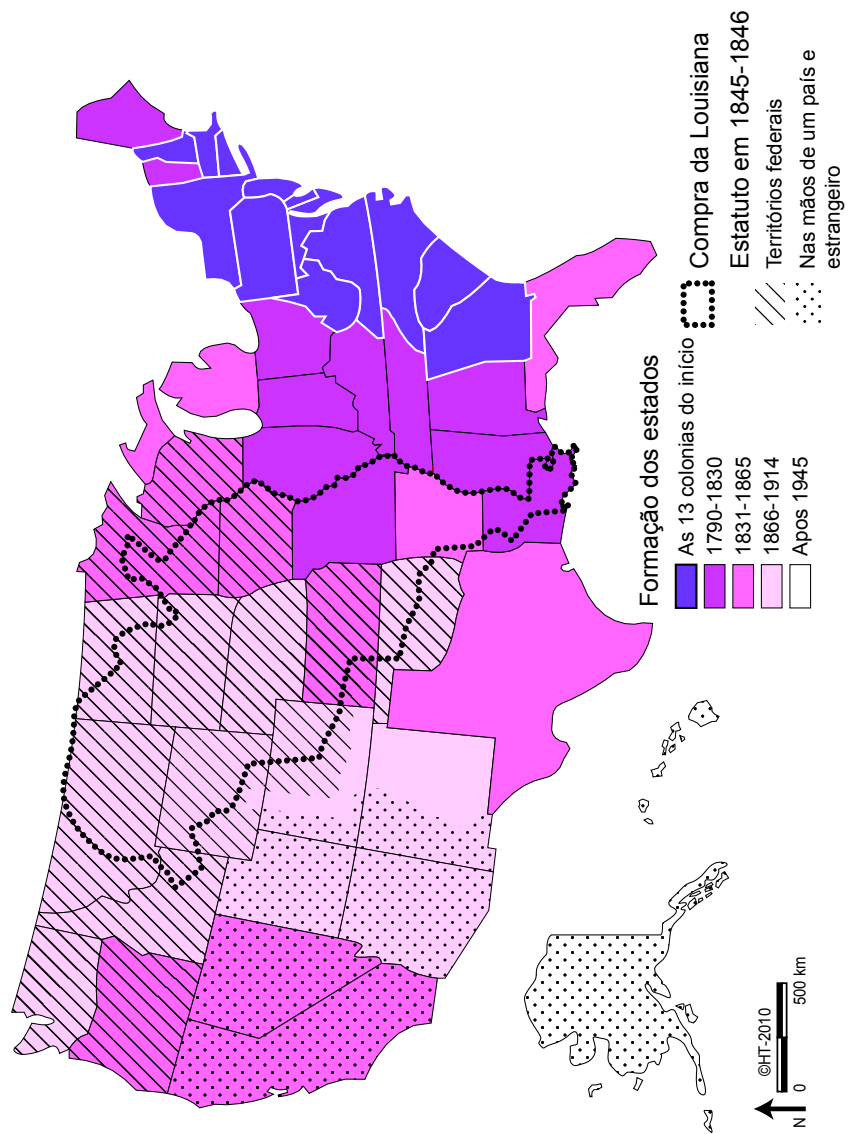 Formação dos estados
As 13 colonias do início
1790-1830
1831-1865
1866-1914
Apos 1945
Compra da Louisiana
Estatuto em 1845-1846
Territórios federais
Nas mãos de um país e
estrangeiro
©HT-2010
N
0
500 km